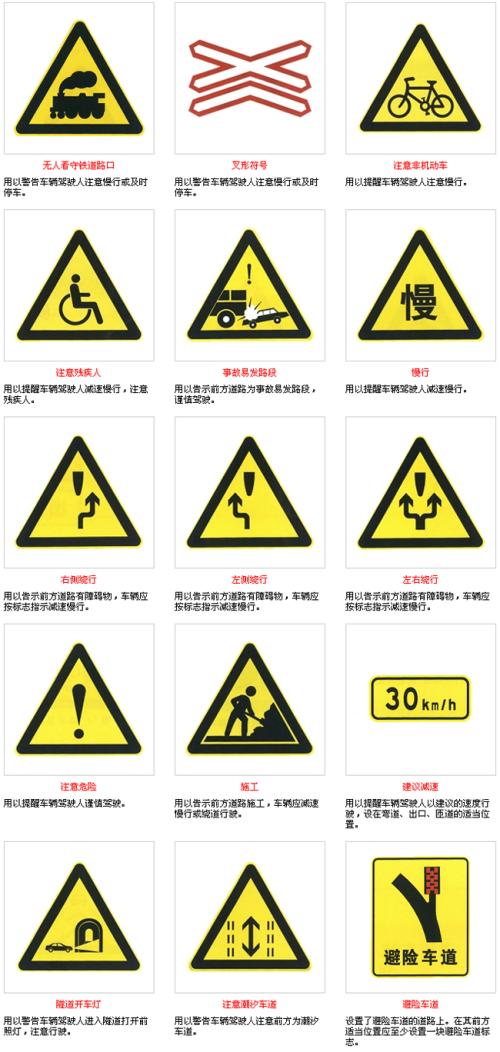 无人看守铁道路口
用以警告车辆驾驶人注意慢行或及时
停车。
叉形符号
用以警告车辆驾驶人注意慢行或及时
停车。
注意非机动车
用以提醒车辆驾驶人注意慢行。
注意残疾人
用以提醒车辆驾驶人减速慢行，注意
残疾人。
事故易发路段
用以告示前方道路为事故易发路段，
谨慎驾驶。
慢
慢行
用以提醒车辆驾驶人减速慢行。
右侧绕行
用以告示前方道路有障碍物，车辆应
按标志指示减速慢行。
左侧绕行
用以告示前方道路有障碍物，车辆应
按标志指示减速慢行。
左右绕行
用以告示前方道路有障碍物，车辆应
按标志指示减速慢行。
注意危险
用以提醒车辆驾驶人谨慎驾驶。
施工
用以告示前方道路施工，车辆应减速
慢行或绕道行驶。
30 km/h
建议减速
用以提醒车辆驾驶人以建议的速度行
驶，设在弯道、出口、匝道的适当位
置。
隧道开车灯
用以警告车辆驾驶人进入隧道打开前
照灯，注意行驶。
注意潮汐车道
用以警告车辆驾驶人注意前方为潮汐
车道。
避险车道
避险车道
设置了避险车道的道路上。在其前方
适当位置应至少设置一块避险车道标
志。